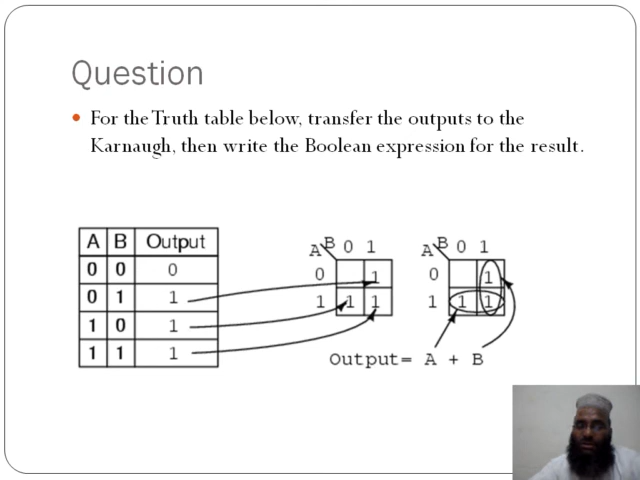 Question
• For the Truth table below, transfer the outputs to the
Karnaugh, then write the Boolean expression for the result.
A B Output
0 0 0
0 1 1
1 0 1
1 1 1
A B 0 1
0 1
1 1 1
A B 0 1
0 1
1 1 1
Output= A + B